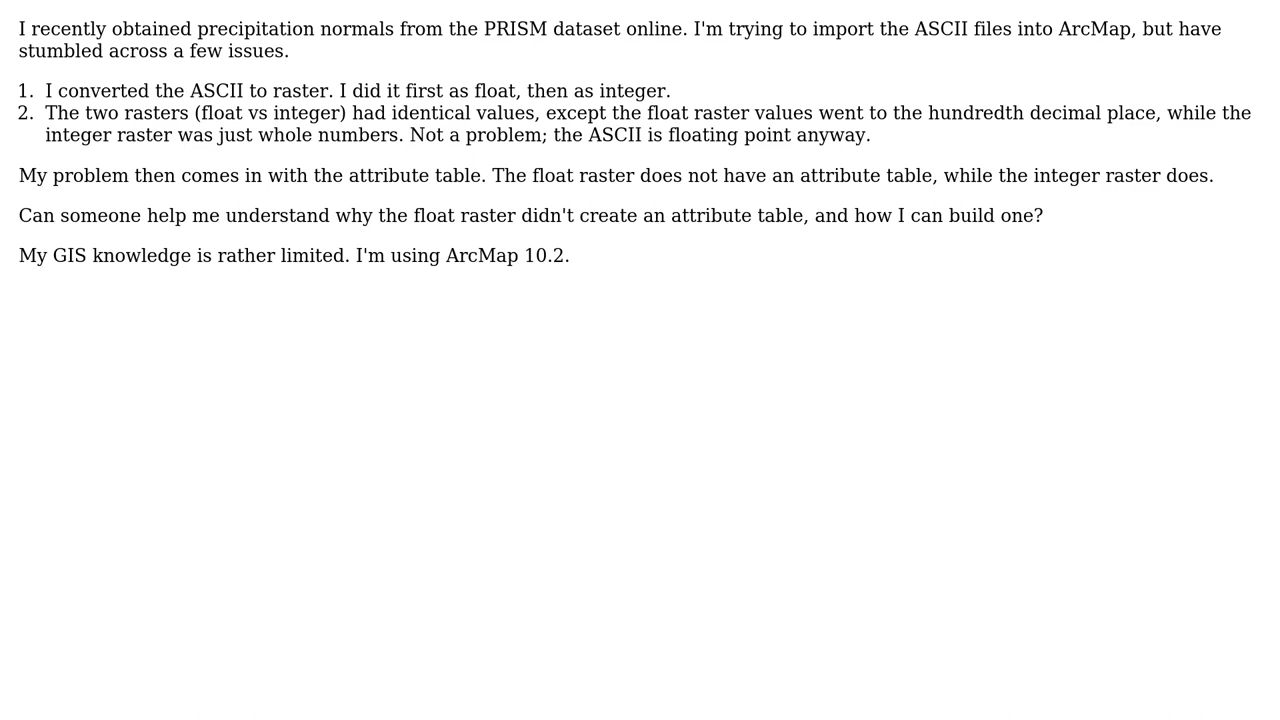 I recently obtained precipitation normals from the PRISM dataset online. I'm trying to import the ASCII files into ArcMap, but have
stumbled across a few issues.
1. I converted the ASCII to raster. I did it first as float, then as integer.
2. The two rasters (float vs integer) had identical values, except the float raster values went to the hundredth decimal place, while the
integer raster was just whole numbers. Not a problem; the ASCII is floating point anyway.
My problem then comes in with the attribute table. The float raster does not have an attribute table, while the integer raster does.
Can someone help me understand why the float raster didn't create an attribute table, and how I can build one?
My GIS knowledge is rather limited. I'm using ArcMap 10.2.